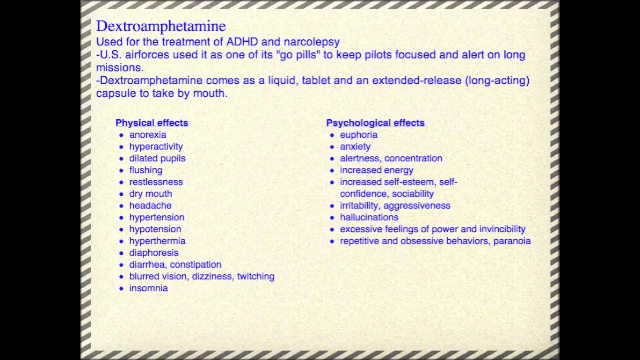 Dextroamphetamine
Used for the treatment of ADHD and narcolepsy
-U.S. airforces used it as one of its "go pills" to keep pilots focused and alert on long
missions.
-Dextroamphetamine comes as a liquid, tablet and an extended-release (long-acting)
capsule to take by mouth.
Physical effects
• anorexia
• hyperactivity
• dilated pupils
• flushing
• restlessness
• dry mouth
• headache
• hypertension
• hypotension
• hyperthermia
• diaphoresis
• diarrhea, constipation
• blurred vision, dizziness, twitching
• insomnia
Psychological effects
• euphoria
• anxiety
• alertness, concentration
• increased energy
• increased self-esteem, self-
confidence, sociability
• irritability, aggressiveness
• hallucinations
• excessive feelings of power and invincibility
• repetitive and obsessive behaviors, paranoia